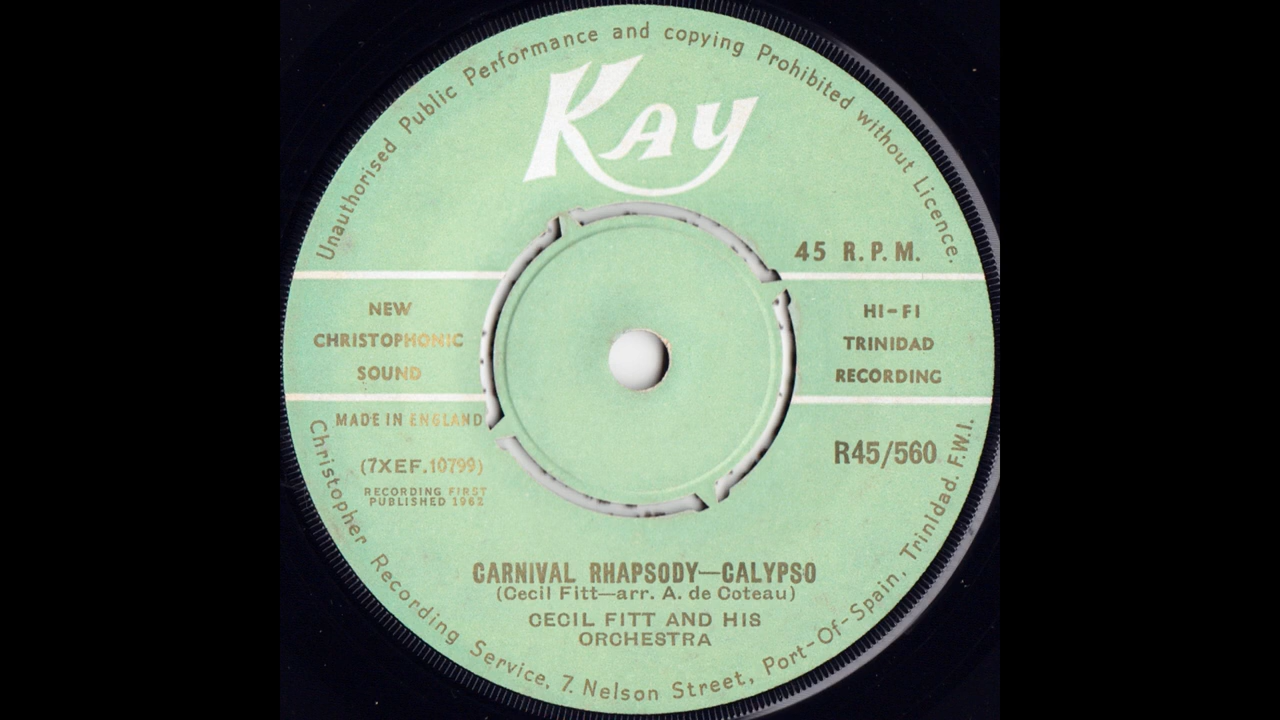 Unauthorised Public Performance and copying Prohibited without Licence.
KAY
45 R.P.M.
NEW
CHRISTOPHONIC
SOUND
HI-FI
TRINIDAD
RECORDING
MADE IN ENGLAND
(7XEF.10799)
RECORDING FIRST
PUBLISHED 1962
R45/560
CARNIVAL RHAPSODY—CALYPSO
(Cecil Fitt—arr. A. de Coteau)
CECIL FITT AND HIS
ORCHESTRA
Christopher Recording Service, 7. Nelson Street, Port-Of-Spain, Trinidad. F.W.I.